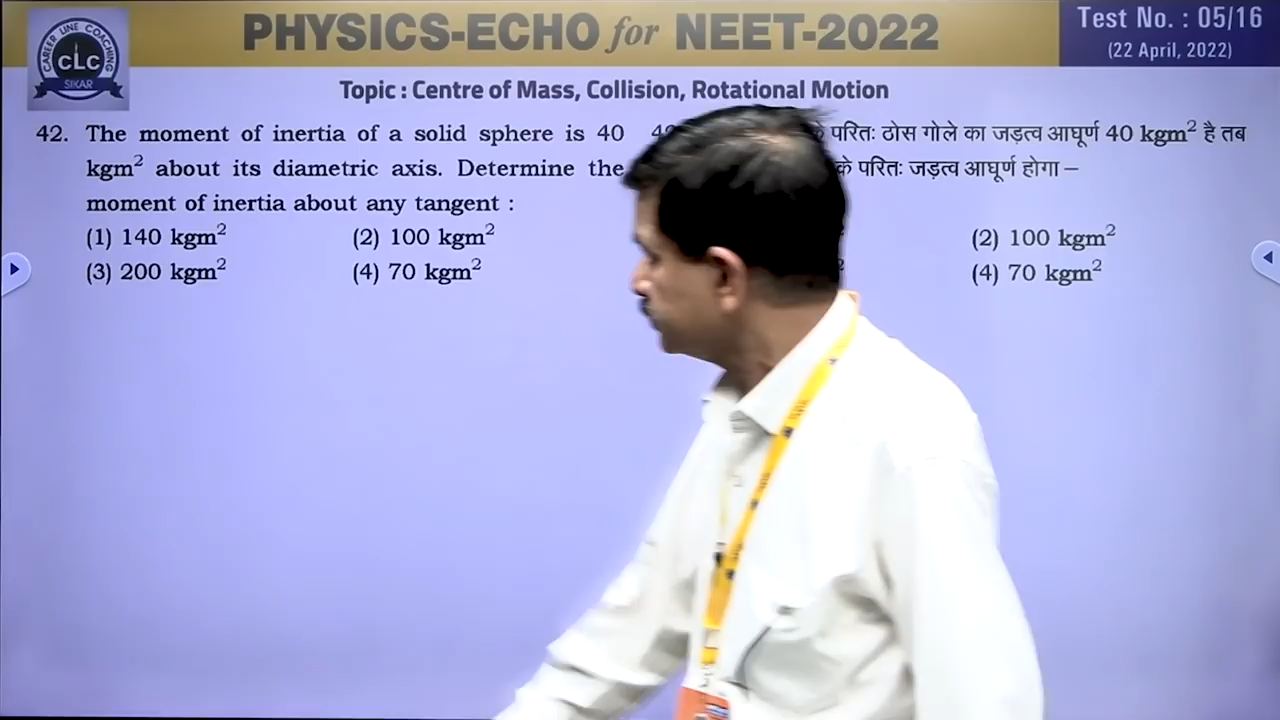 PHYSICS-ECHO for NEET-2022
Test No. : 05/16
(22 April, 2022)
CAREER LINE COACHING
CLC
SIKAR
Topic : Centre of Mass, Collision, Rotational Motion
42. The moment of inertia of a solid sphere is 40
kgm² about its diametric axis. Determine the
moment of inertia about any tangent :
(1) 140 kgm² (2) 100 kgm²
(3) 200 kgm² (4) 70 kgm²
परितः ठोस गोले का जड़त्व आघूर्ण 40 kgm² है तब
के परितः जड़त्व आघूर्ण होगा –
(2) 100 kgm²
(4) 70 kgm²